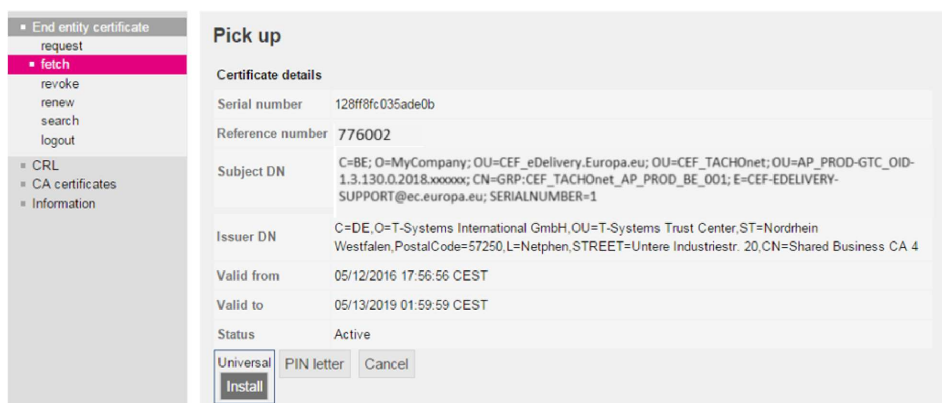 End entity certificate
request
fetch
revoke
renew
search
logout
CRL
CA certificates
Information
Pick up
Certificate details
Serial number 128ff8fc035ade0b
Reference number 776002
Subject DN C=BE; O=MyCompany; OU=CEF_eDelivery.Europa.eu; OU=CEF_TACHOnet; OU=AP_PROD-GTC_OID-
1.3.130.0.2018.xxxxxx; CN=GRP:CEF_TACHOnet_AP_PROD_BE_001; E=CEF-EDELIVERY-
SUPPORT@ec.europa.eu; SERIALNUMBER=1
Issuer DN C=DE,O=T-Systems International GmbH,OU=T-Systems Trust Center,ST=Nordrhein
Westfalen,PostalCode=57250,L=Netphen,STREET=Untere Industriestr. 20,CN=Shared Business CA 4
Valid from 05/12/2016 17:56:56 CEST
Valid to 05/13/2019 01:59:59 CEST
Status Active
Universal PIN letter Cancel
Install